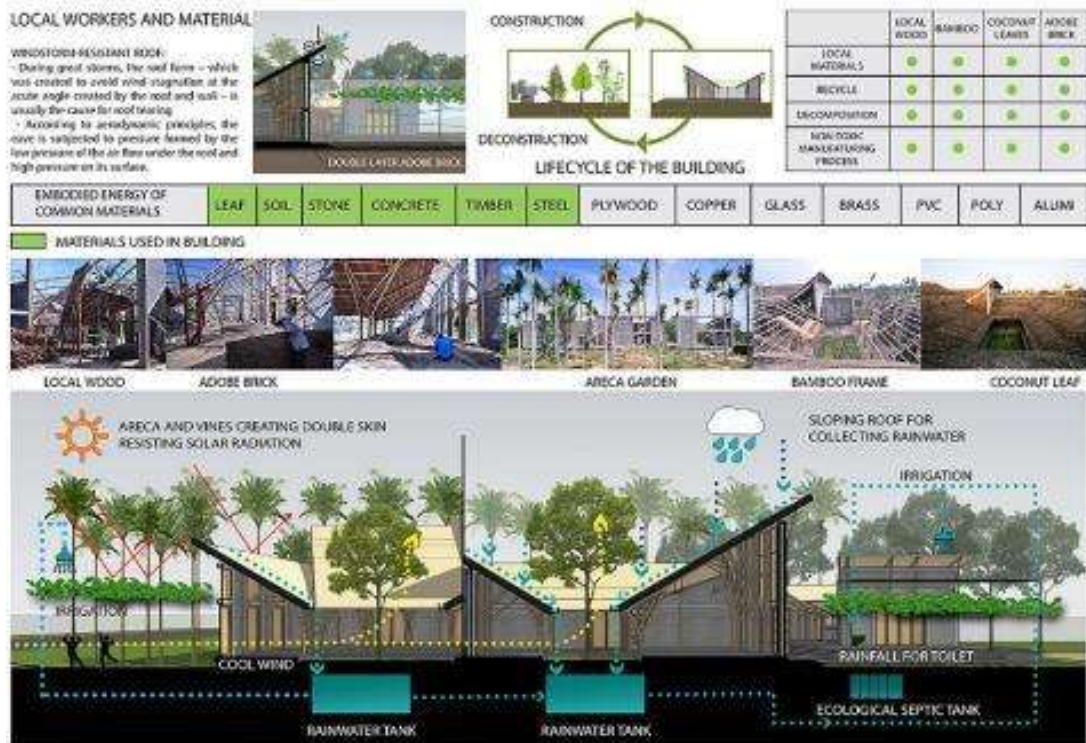 LOCAL WORKERS AND MATERIAL
WINDSTORM-RESISTANT ROOF:
- During great storms, the roof form - which
was created to avoid wind stagnation at the
acute angle created by the roof and wall - is
usually the cause for roof tearing.
- According to aerodynamic principles, the
eave is subjected to pressure formed by the
low pressure of the air flow under the roof and
high pressure on its surface.
DOUBLE LAYER ADOBE BRICK
CONSTRUCTION
DECONSTRUCTION
LIFECYCLE OF THE BUILDING
LOCAL WOOD
BAMBOO
COCONUT LEAVES
ADOBE BRICK
LOCAL MATERIALS
RECYCLE
DECOMPOSITION
NON-TOXIC MANUFACTURING PROCESS
EMBODIED ENERGY OF
COMMON MATERIALS
LEAF SOIL STONE CONCRETE TIMBER STEEL PLYWOOD COPPER GLASS BRASS PVC POLY ALUMI
MATERIALS USED IN BUILDING
LOCAL WOOD
ADOBE BRICK
ARECA GARDEN
BAMBOO FRAME
COCONUT LEAF
ARECA AND VINES CREATING DOUBLE SKIN
RESISTING SOLAR RADIATION
SLOPING ROOF FOR
COLLECTING RAINWATER
IRRIGATION
IRRIGATION
COOL WIND
RAINFALL FOR TOILET
RAINWATER TANK
RAINWATER TANK
ECOLOGICAL SEPTIC TANK